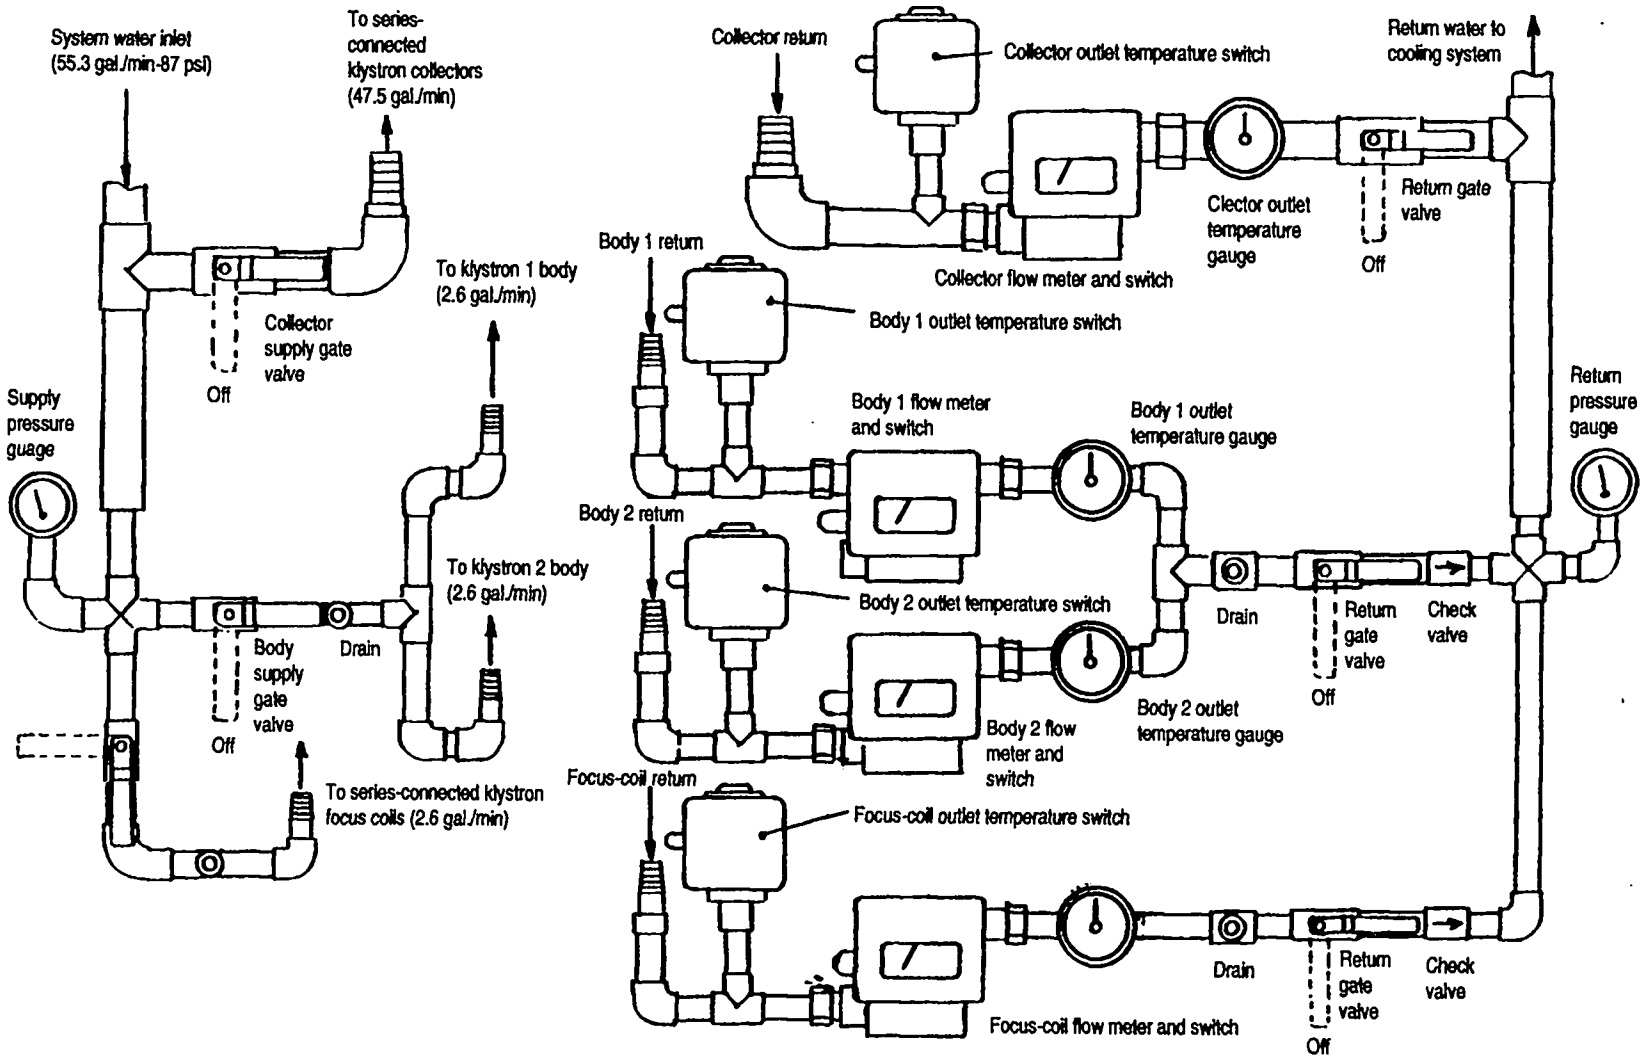 System water inlet
(55.3 gal./min-87 psi)
To series-
connected
klystron collectors
(47.5 gal./min)
Collector
supply gate
valve
Off
Supply
pressure
guage
To klystron 1 body
(2.6 gal./min)
To klystron 2 body
(2.6 gal./min)
Drain
Body
supply
gate
valve
Off
To series-connected klystron
focus coils (2.6 gal./min)
Collector return
Collector outlet temperature switch
Return water to
cooling system
Clector outlet
temperature
gauge
Return gate
valve
Off
Collector flow meter and switch
Body 1 return
Body 1 outlet temperature switch
Body 1 flow meter
and switch
Body 1 outlet
temperature gauge
Return
pressure
gauge
Body 2 return
Body 2 outlet temperature switch
Drain
Return
gate
valve
Off
Check
valve
Body 2 flow
meter and
switch
Body 2 outlet
temperature gauge
Focus-coil return
Focus-coil outlet temperature switch
Drain
Return
gate
valve
Off
Check
valve
Focus-coil flow meter and switch